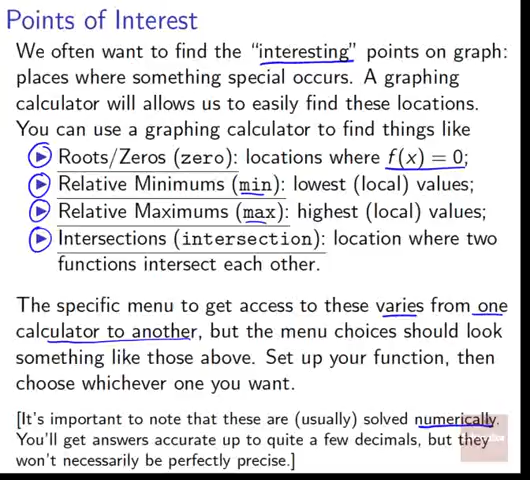 Points of Interest
We often want to find the "interesting" points on graph:
places where something special occurs. A graphing
calculator will allows us to easily find these locations.
You can use a graphing calculator to find things like
Roots/Zeros (zero): locations where f(x) = 0;
Relative Minimums (min): lowest (local) values;
Relative Maximums (max): highest (local) values;
Intersections (intersection): location where two
functions intersect each other.
The specific menu to get access to these varies from one
calculator to another, but the menu choices should look
something like those above. Set up your function, then
choose whichever one you want.
[It's important to note that these are (usually) solved numerically.
You'll get answers accurate up to quite a few decimals, but they
won't necessarily be perfectly precise.]